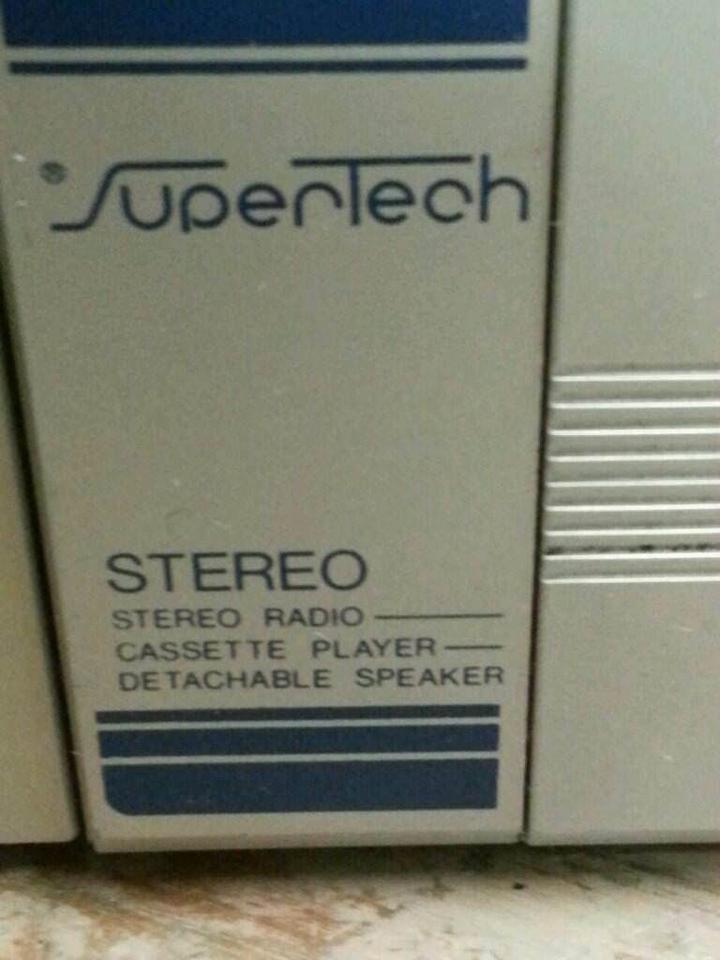 ® SuperTech
STEREO
STEREO RADIO
CASSETTE PLAYER
DETACHABLE SPEAKER